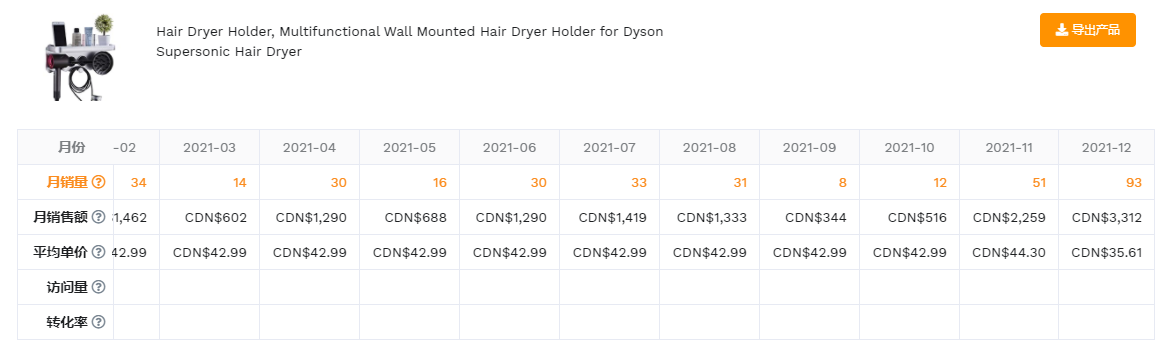 Hair Dryer Holder, Multifunctional Wall Mounted Hair Dryer Holder for Dyson
Supersonic Hair Dryer
导出产品
月份 -02 2021-03 2021-04 2021-05 2021-06 2021-07 2021-08 2021-09 2021-10 2021-11 2021-12
月销量 34 14 30 16 30 33 31 8 12 51 93
月销售额 1,462 CDN$602 CDN$1,290 CDN$688 CDN$1,290 CDN$1,419 CDN$1,333 CDN$344 CDN$516 CDN$2,259 CDN$3,312
平均单价 42.99 CDN$42.99 CDN$42.99 CDN$42.99 CDN$42.99 CDN$42.99 CDN$42.99 CDN$42.99 CDN$42.99 CDN$44.30 CDN$35.61
访问量
转化率